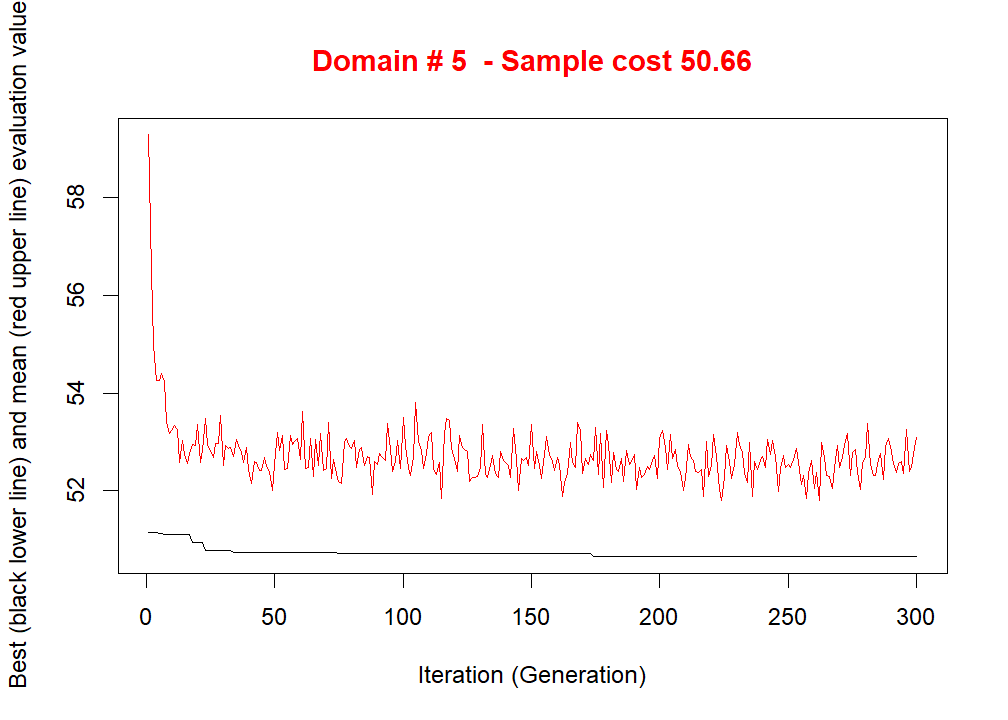 Domain # 5  - Sample cost 50.66
Best (black lower line) and mean (red upper line) evaluation value
58
56
54
52
0 50 100 150 200 250 300
Iteration (Generation)